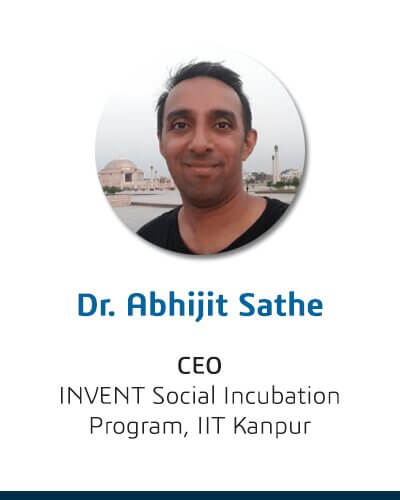 Dr. Abhijit Sathe
CEO
INVENT Social Incubation
Program, IIT Kanpur